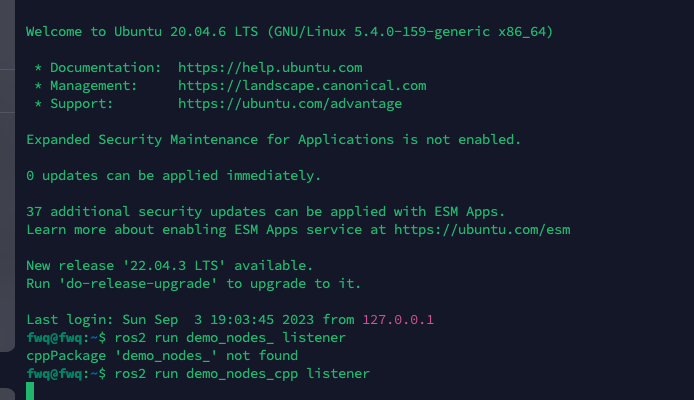 Welcome to Ubuntu 20.04.6 LTS (GNU/Linux 5.4.0-159-generic x86_64)
* Documentation:  https://help.ubuntu.com
* Management:     https://landscape.canonical.com
* Support:        https://ubuntu.com/advantage
Expanded Security Maintenance for Applications is not enabled.
0 updates can be applied immediately.
37 additional security updates can be applied with ESM Apps.
Learn more about enabling ESM Apps service at https://ubuntu.com/esm
New release '22.04.3 LTS' available.
Run 'do-release-upgrade' to upgrade to it.
Last login: Sun Sep  3 19:03:45 2023 from 127.0.0.1
fwq@fwq:~$ ros2 run demo_nodes_ listener
cppPackage 'demo_nodes_' not found
fwq@fwq:~$ ros2 run demo_nodes_cpp listener